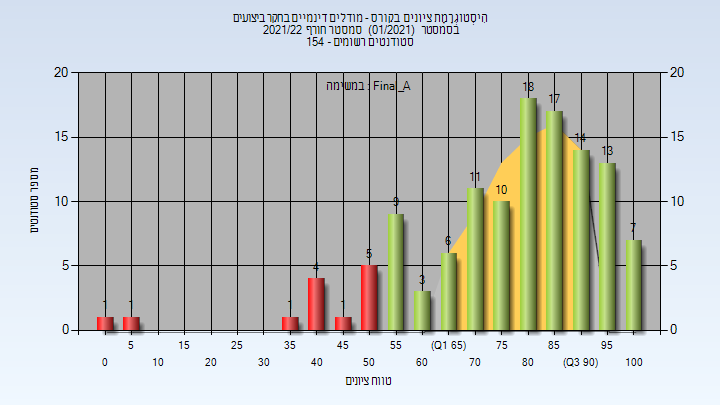 היסטוגרמת ציונים בקורס - מודלים דינמיים בחקר ביצועים
בסמסטר (01/2021) סמסטר חורף 2021/22
סטודנטים רשומים - 154
במשימה : Final_A
מספר סטודנטים
20 20
15 15
10 10
5 5
0 0
1 1 1 4 1 5 9 3 6 11 10 18 17 14 13 7
5 15 25 35 45 55 (Q1 65) 75 85 95
0 10 20 30 40 50 60 70 80 (Q3 90) 100
טווח ציונים